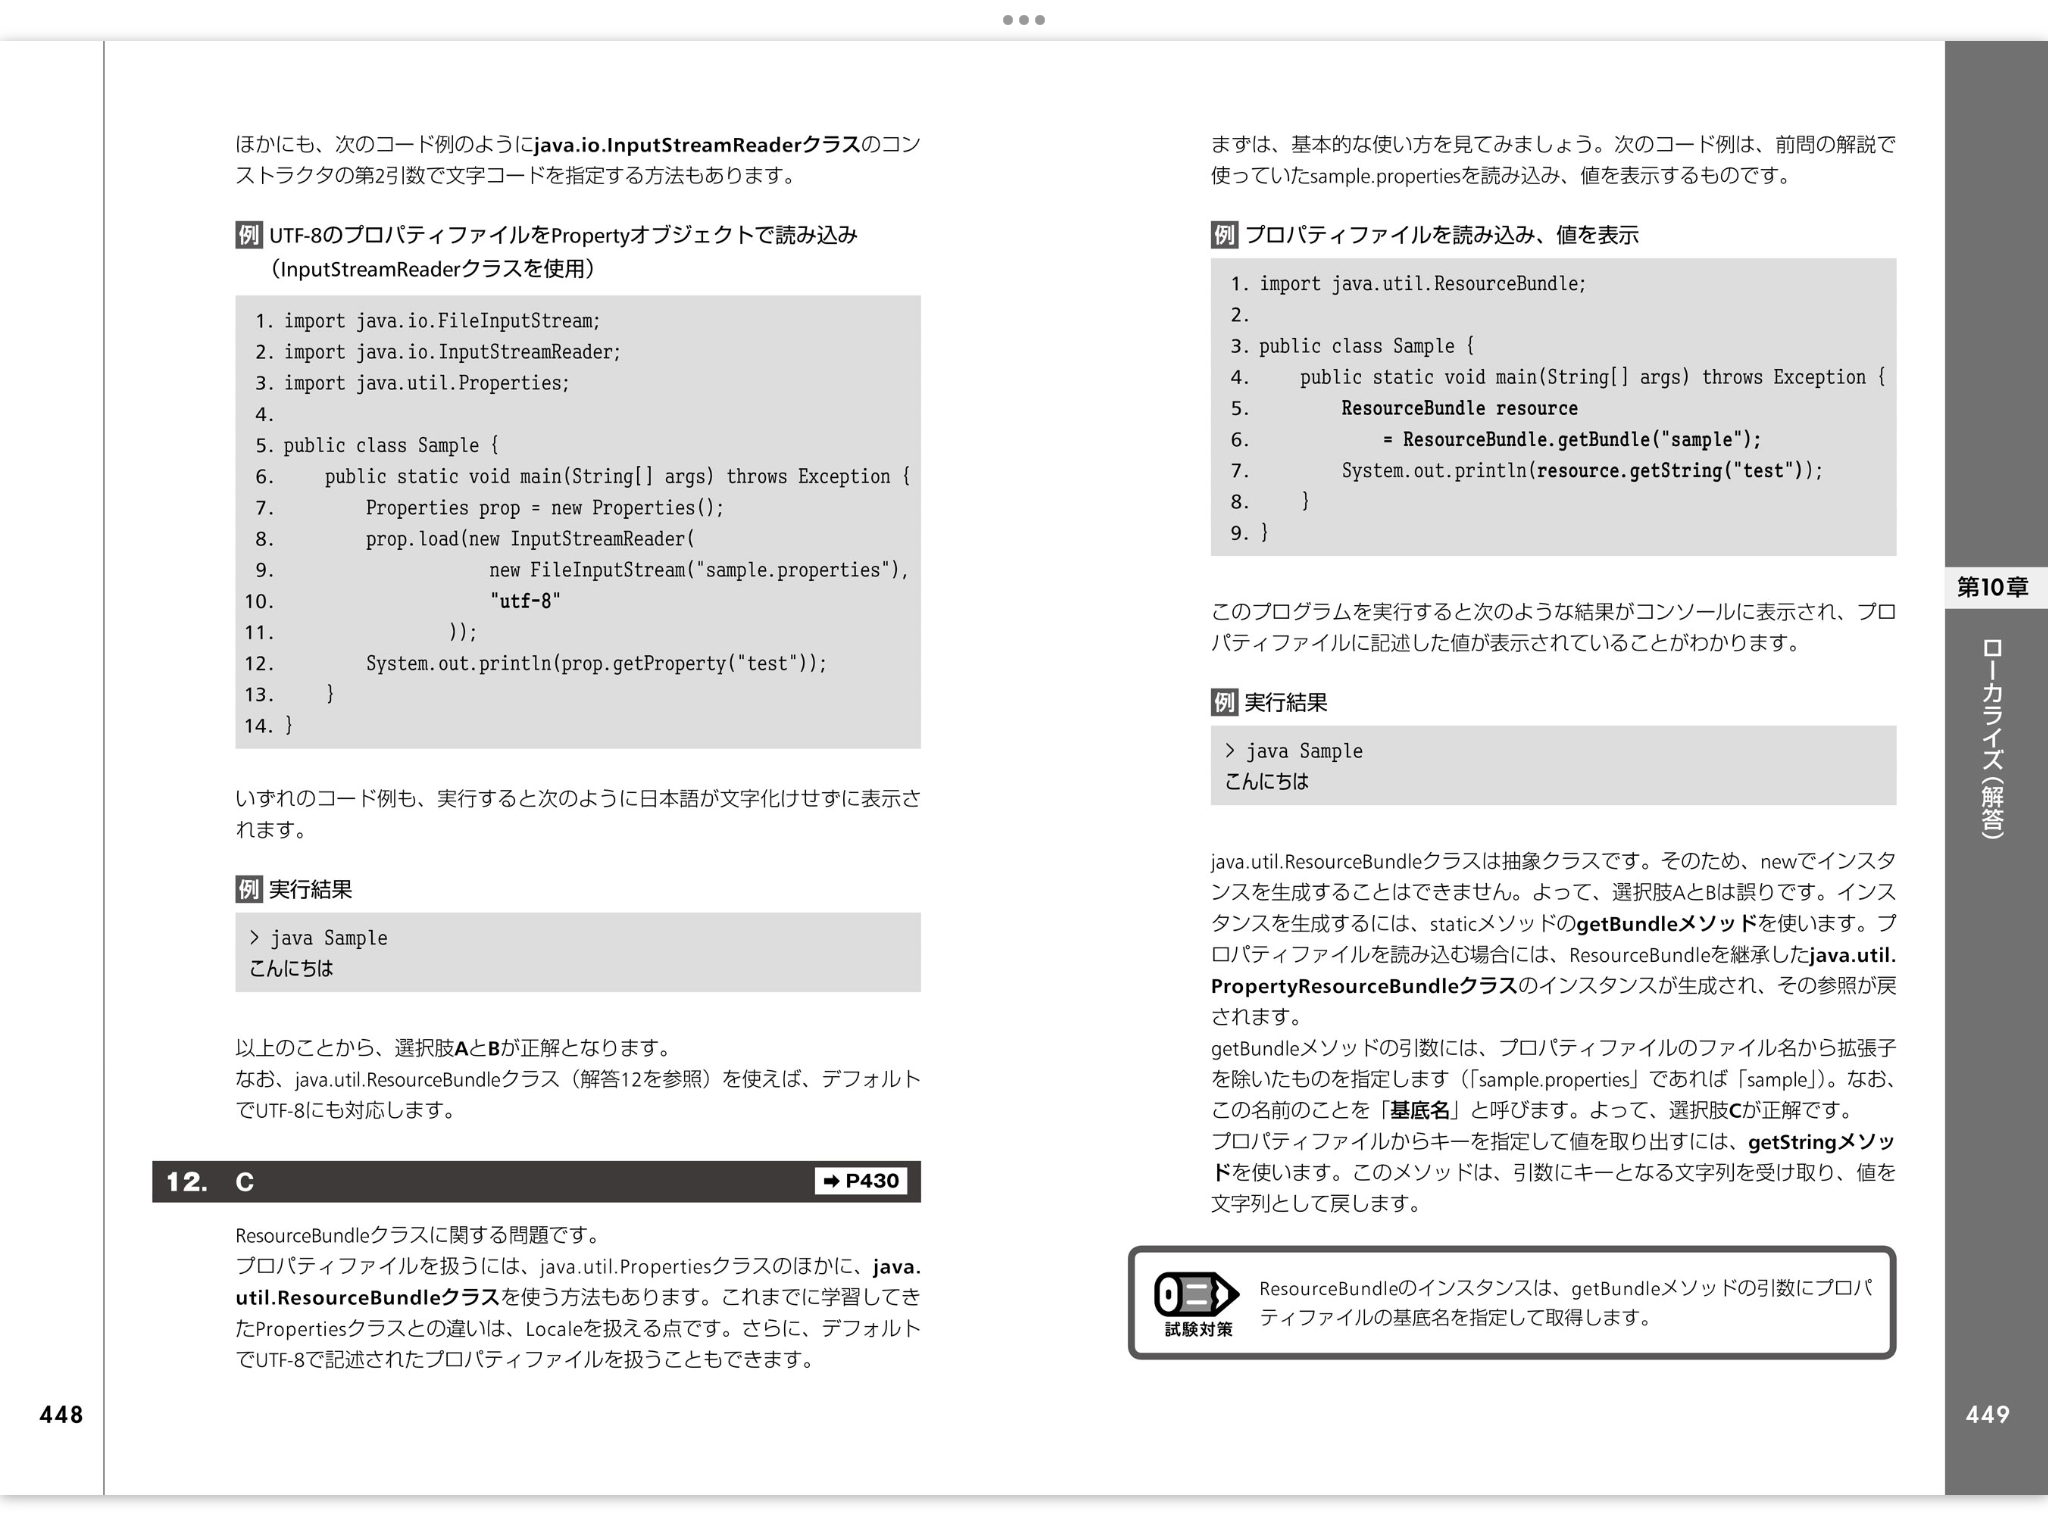 ほかにも、次のコード例のようにjava.io.InputStreamReaderクラスのコン
ストラクタの第2引数で文字コードを指定する方法もあります。
例 UTF-8のプロパティファイルをPropertyオブジェクトで読み込み
（InputStreamReaderクラスを使用）
1. import java.io.FileInputStream;
2. import java.io.InputStreamReader;
3. import java.util.Properties;
4.
5. public class Sample {
6.     public static void main(String[] args) throws Exception {
7.         Properties prop = new Properties();
8.         prop.load(new InputStreamReader(
9.                     new FileInputStream("sample.properties"),
10.                     "utf-8"
11.                 ));
12.         System.out.println(prop.getProperty("test"));
13.     }
14. }
いずれのコード例も、実行すると次のように日本語が文字化けせずに表示さ
れます。
例 実行結果
> java Sample
こんにちは
以上のことから、選択肢AとBが正解となります。
なお、java.util.ResourceBundleクラス（解答12を参照）を使えば、デフォルト
でUTF-8にも対応します。
12. C ➡ P430
ResourceBundleクラスに関する問題です。
プロパティファイルを扱うには、java.util.Propertiesクラスのほかに、java.
util.ResourceBundleクラスを使う方法もあります。これまでに学習してき
たPropertiesクラスとの違いは、Localeを扱える点です。さらに、デフォルト
でUTF-8で記述されたプロパティファイルを扱うこともできます。
448
まずは、基本的な使い方を見てみましょう。次のコード例は、前問の解説で
使っていたsample.propertiesを読み込み、値を表示するものです。
例 プロパティファイルを読み込み、値を表示
1. import java.util.ResourceBundle;
2.
3. public class Sample {
4.     public static void main(String[] args) throws Exception {
5.         ResourceBundle resource
6.             = ResourceBundle.getBundle("sample");
7.         System.out.println(resource.getString("test"));
8.     }
9. }
このプログラムを実行すると次のような結果がコンソールに表示され、プロ
パティファイルに記述した値が表示されていることがわかります。
例 実行結果
> java Sample
こんにちは
java.util.ResourceBundleクラスは抽象クラスです。そのため、newでインスタ
ンスを生成することはできません。よって、選択肢AとBは誤りです。インス
タンスを生成するには、staticメソッドのgetBundleメソッドを使います。プ
ロパティファイルを読み込む場合には、ResourceBundleを継承したjava.util.
PropertyResourceBundleクラスのインスタンスが生成され、その参照が戻
されます。
getBundleメソッドの引数には、プロパティファイルのファイル名から拡張子
を除いたものを指定します（「sample.properties」であれば「sample」）。なお、
この名前のことを「基底名」と呼びます。よって、選択肢Cが正解です。
プロパティファイルからキーを指定して値を取り出すには、getStringメソッ
ドを使います。このメソッドは、引数にキーとなる文字列を受け取り、値を
文字列として戻します。
試験対策
ResourceBundleのインスタンスは、getBundleメソッドの引数にプロパ
ティファイルの基底名を指定して取得します。
第10章
ローカライズ（解答）
449